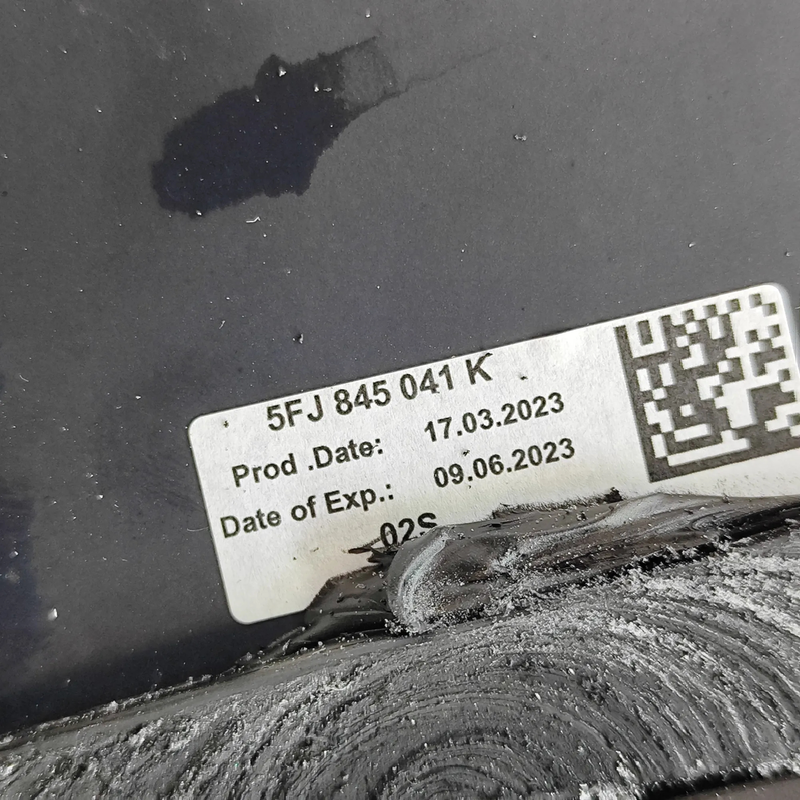 5FJ 845 041 K
Prod .Date: 17.03.2023
Date of Exp.: 09.06.2023
02S